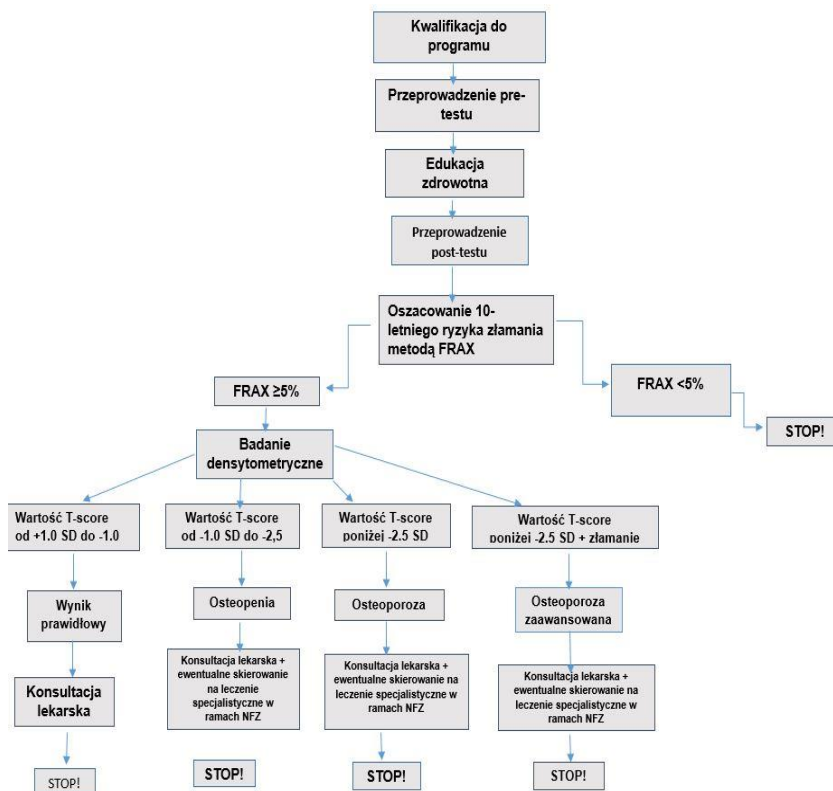 Kwalifikacja do
programu
Przeprowadzenie pre-
testu
Edukacja
zdrowotna
Przeprowadzenie
post-testu
Oszacowanie 10-
letniego ryzyka złamania
metodą FRAX
FRAX ≥5%
FRAX <5%
STOP!
Badanie
densytometryczne
Wartość T-score
od +1.0 SD do -1.0
Wartość T-score
od -1.0 SD do -2,5
Wartość T-score
poniżej -2.5 SD
Wartość T-score
poniżej -2.5 SD + złamanie
Wynik
prawidłowy
Osteopenia
Osteoporoza
Osteoporoza
zaawansowana
Konsultacja
lekarska
Konsultacja lekarska +
ewentualne skierowanie
na leczenie
specjalistyczne w
ramach NFZ
Konsultacja lekarska +
ewentualne skierowanie na
leczenie specjalistyczne w
ramach NFZ
Konsultacja lekarska +
ewentualne skierowanie na
leczenie specjalistyczne w
ramach NFZ
STOP!
STOP!
STOP!
STOP!